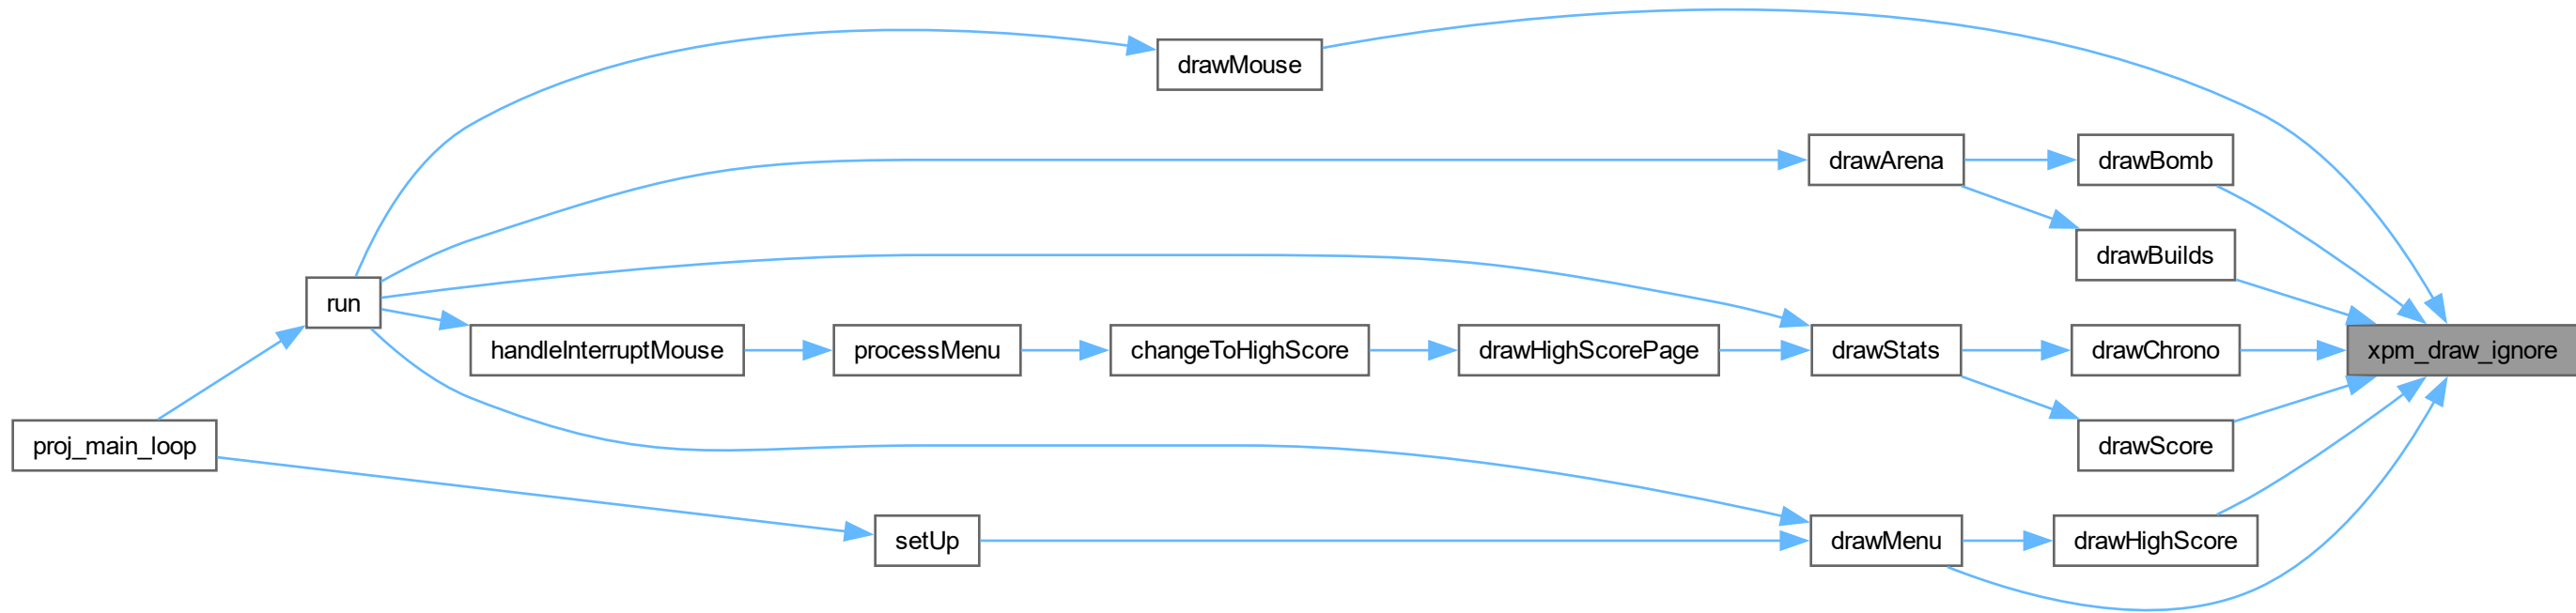 drawMouse
drawArena
drawBomb
drawBuilds
run
handleInterruptMouse
processMenu
changeToHighScore
drawHighScorePage
drawStats
drawChrono
xpm_draw_ignore
proj_main_loop
drawScore
setUp
drawMenu
drawHighScore